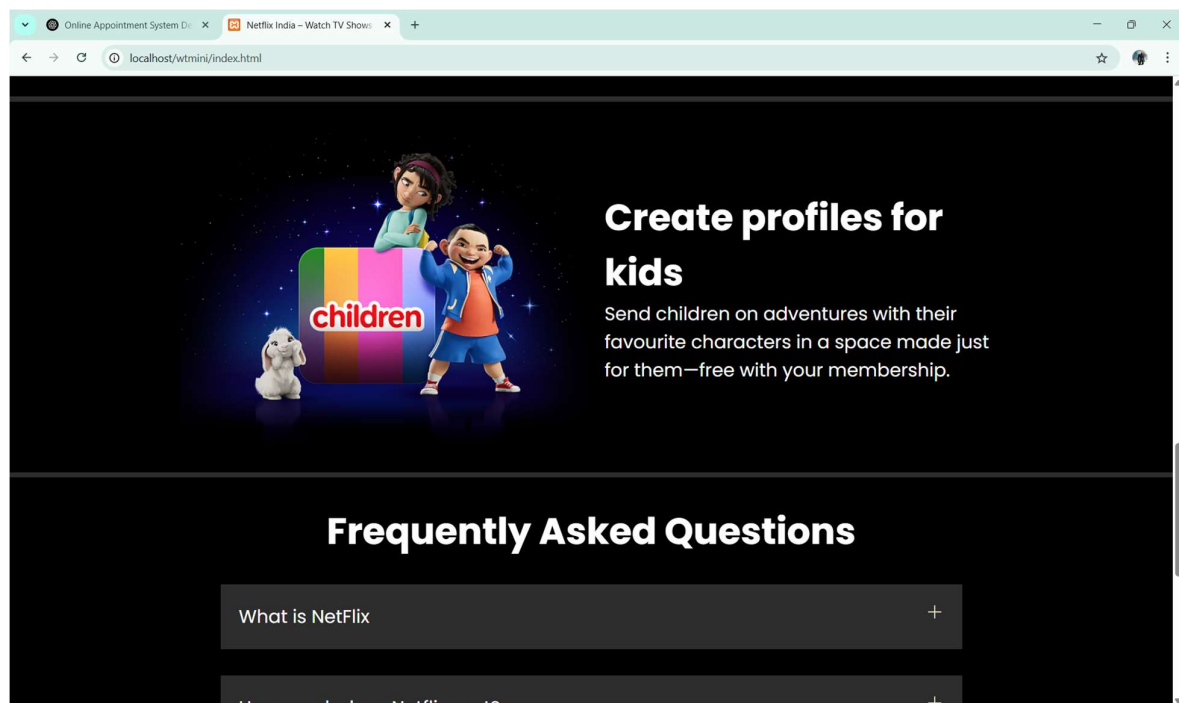 Online Appointment System De
Netflix India – Watch TV Shows
localhost/wtmini/index.html
children
Create profiles for
kids
Send children on adventures with their
favourite characters in a space made just
for them—free with your membership.
Frequently Asked Questions
What is NetFlix